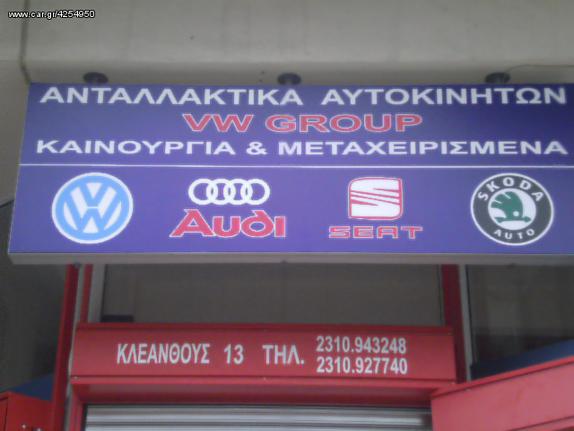 www.car.gr/4254950
ΑΝΤΑΛΛΑΚΤΙΚΑ ΑΥΤΟΚΙΝΗΤΩΝ
VW GROUP
ΚΑΙΝΟΥΡΓΙΑ & ΜΕΤΑΧΕΙΡΙΣΜΕΝΑ
VW
Audi
SEAT
SKODA
AUTO
ΚΛΕΑΝΘΟΥΣ 13 ΤΗΛ. 2310.943248
2310.927740